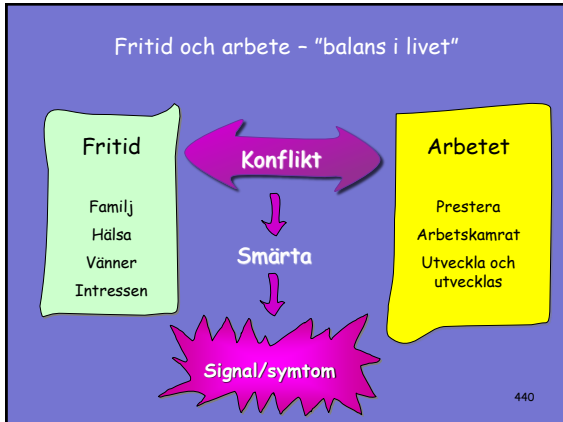 Fritid och arbete – ”balans i livet”
Fritid
Familj
Hälsa
Vänner
Intressen
Konflikt
Smärta
Signal/symtom
Arbetet
Prestera
Arbetskamrat
Utveckla och
utvecklas
440